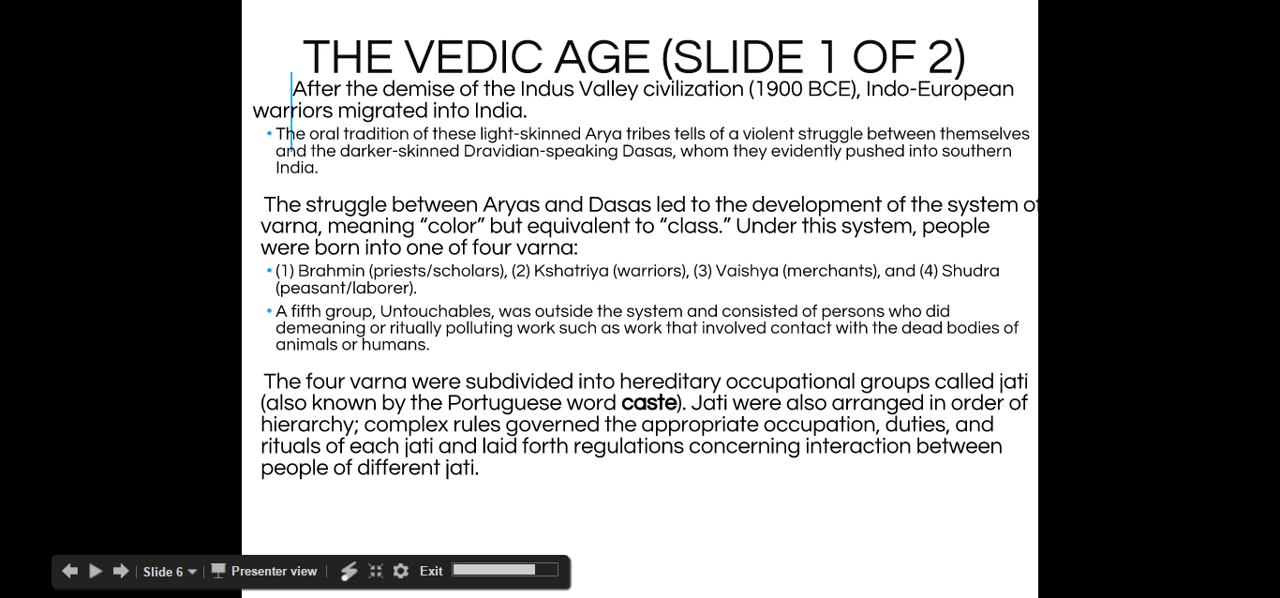 THE VEDIC AGE (SLIDE 1 OF 2)
After the demise of the Indus Valley civilization (1900 BCE), Indo-European
warriors migrated into India.
• The oral tradition of these light-skinned Arya tribes tells of a violent struggle between themselves
and the darker-skinned Dravidian-speaking Dasas, whom they evidently pushed into southern
India.
The struggle between Aryas and Dasas led to the development of the system of
varna, meaning “color” but equivalent to “class.” Under this system, people
were born into one of four varna:
• (1) Brahmin (priests/scholars), (2) Kshatriya (warriors), (3) Vaishya (merchants), and (4) Shudra
(peasant/laborer).
• A fifth group, Untouchables, was outside the system and consisted of persons who did
demeaning or ritually polluting work such as work that involved contact with the dead bodies of
animals or humans.
The four varna were subdivided into hereditary occupational groups called jati
(also known by the Portuguese word caste). Jati were also arranged in order of
hierarchy; complex rules governed the appropriate occupation, duties, and
rituals of each jati and laid forth regulations concerning interaction between
people of different jati.
Slide 6 Presenter view Exit